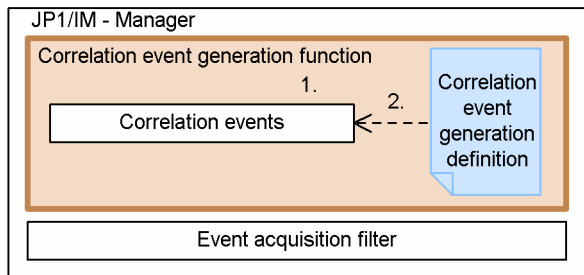 JP1/IM - Manager
Correlation event generation function
1.
Correlation events
2.
Correlation
event
generation
definition
Event acquisition filter